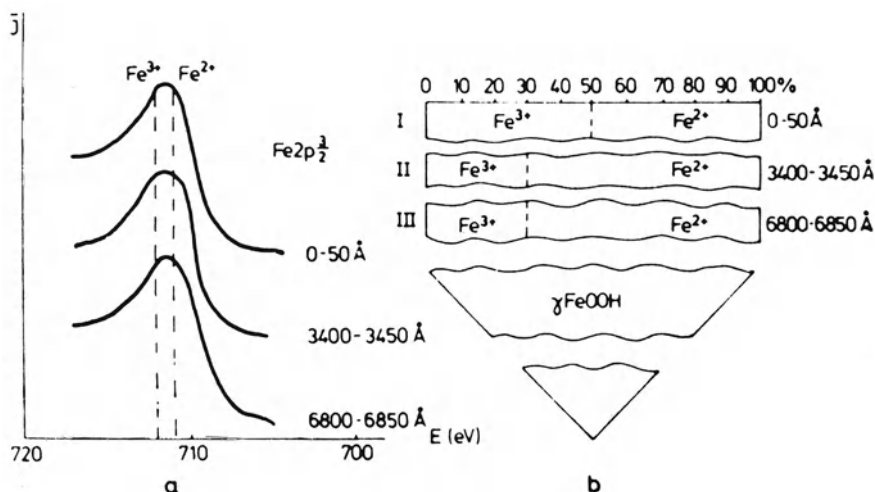 j
Fe³⁺ Fe²⁺
Fe2p 3/2
0-50 Å
3400-3450 Å
6800-6850 Å
E (eV)
720 710 700
a
0 10 20 30 40 50 60 70 80 90 100%
I Fe³⁺ Fe²⁺ 0-50 Å
II Fe³⁺ Fe²⁺ 3400-3450 Å
III Fe³⁺ Fe²⁺ 6800-6850 Å
γFeOOH
b